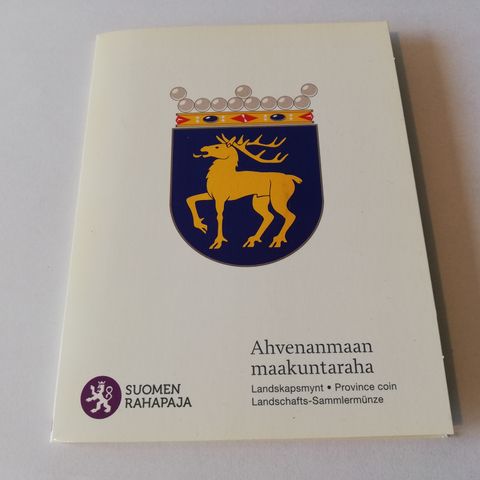 Ahvenanmaan
maakuntaraha
Landskapsmynt • Province coin
Landschafts-Sammlermünze
SUOMEN
RAHAPAJA